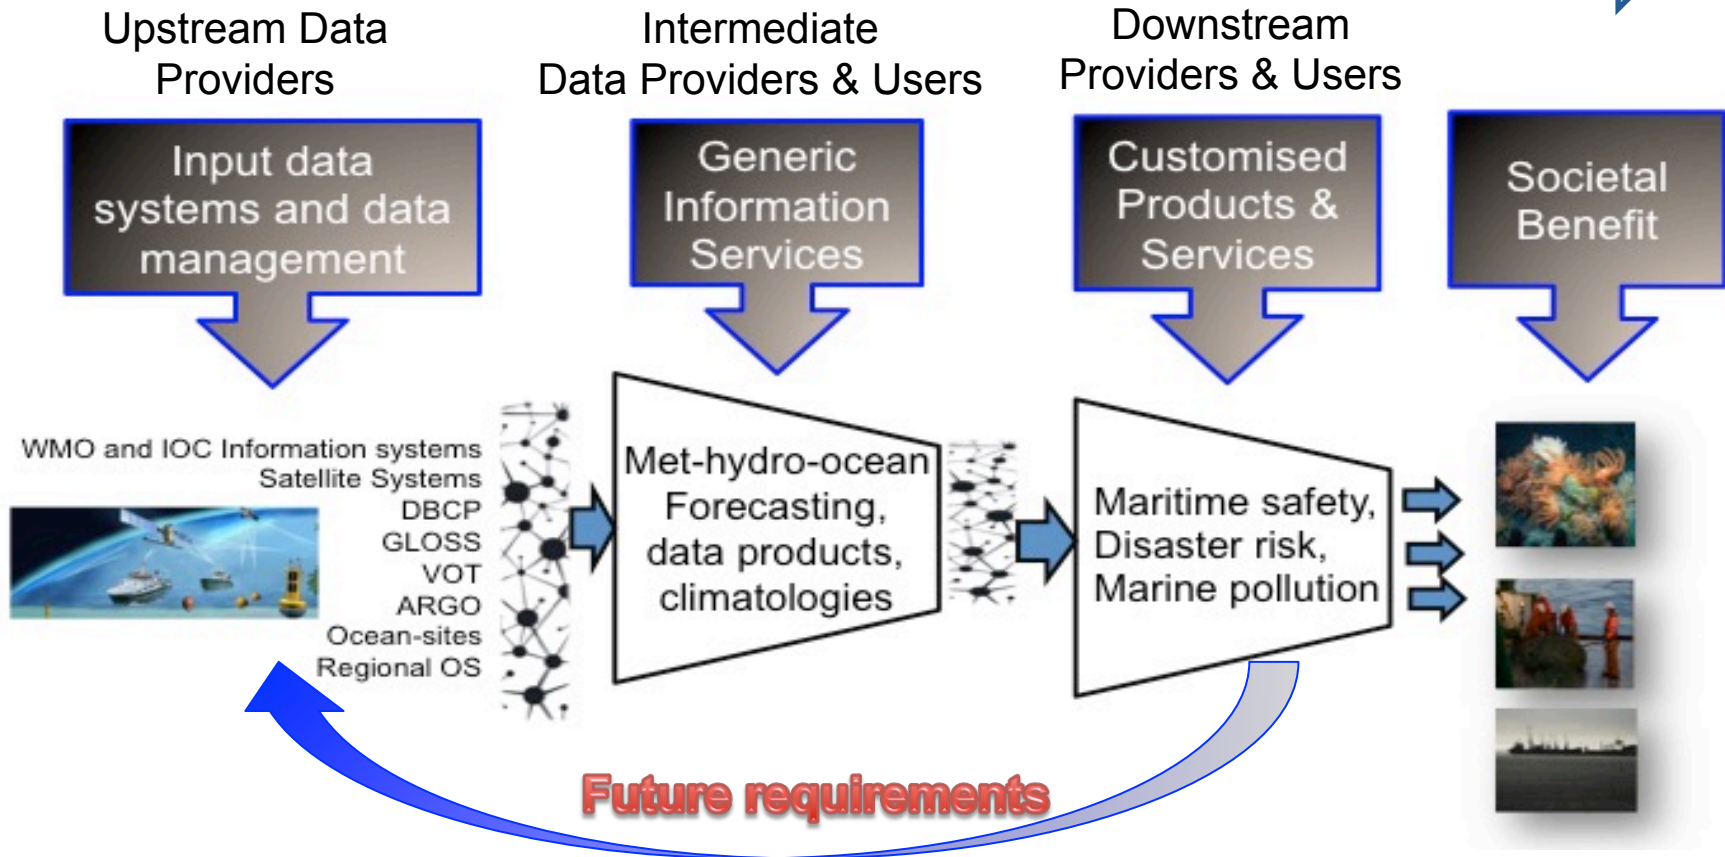 Upstream Data
Providers
Intermediate
Data Providers & Users
Downstream
Providers & Users
Input data
systems and data
management
Generic
Information
Services
Customised
Products &
Services
Societal
Benefit
WMO and IOC Information systems
Satellite Systems
DBCP
GLOSS
VOT
ARGO
Ocean-sites
Regional OS
Met-hydro-ocean
Forecasting,
data products,
climatologies
Maritime safety,
Disaster risk,
Marine pollution
Future requirements